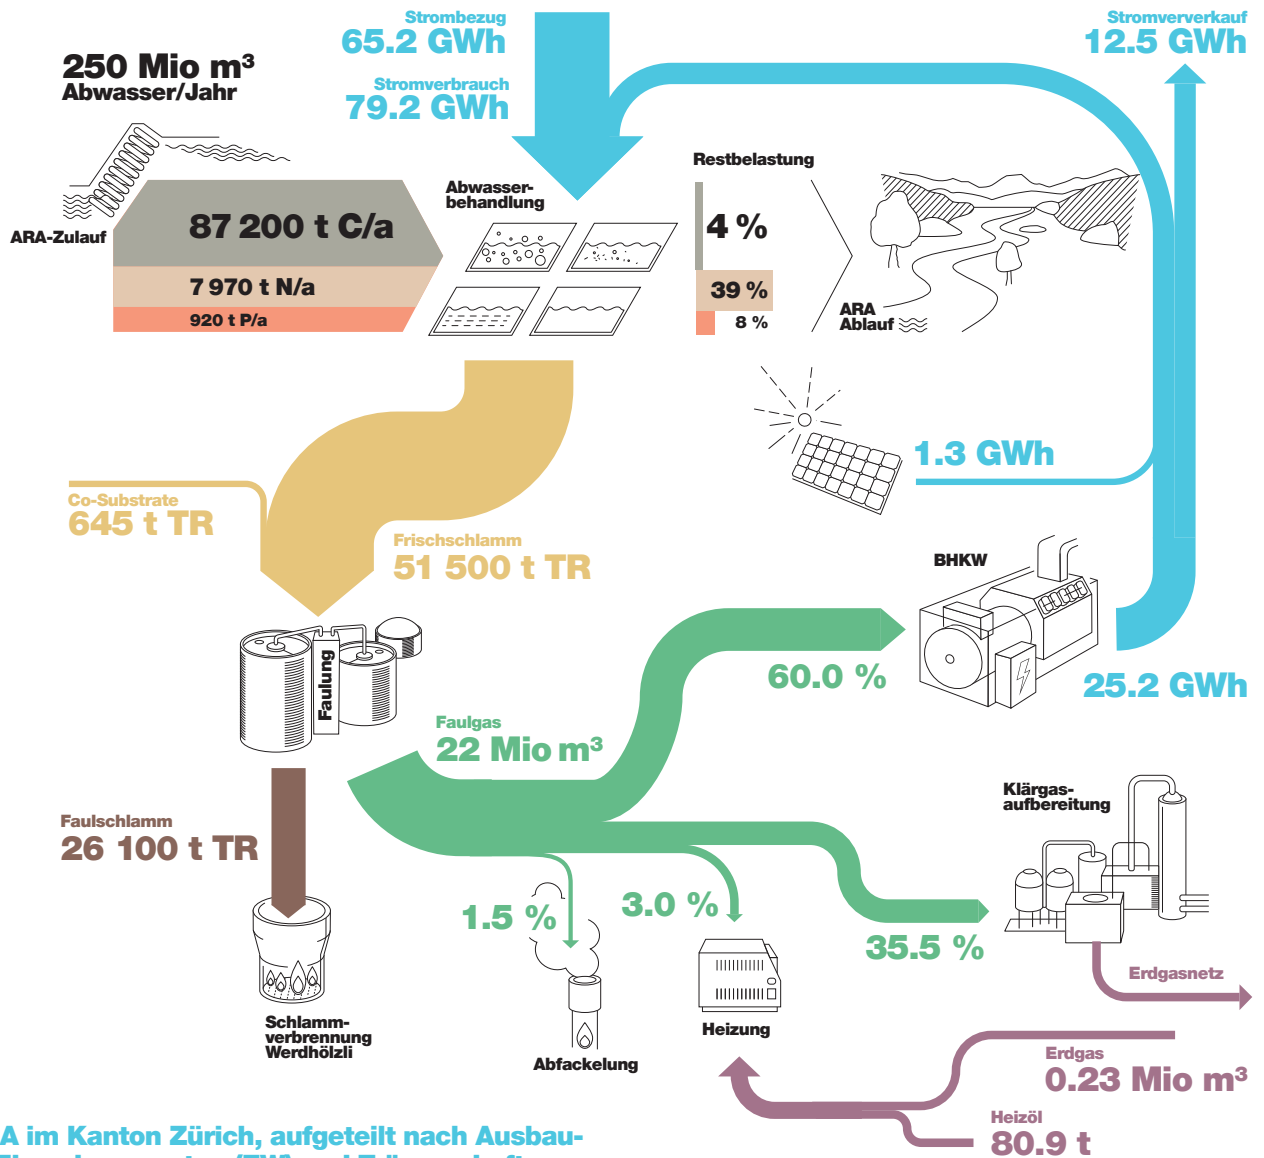 Strombezug
65.2 GWh
Stromververkauf
12.5 GWh
250 Mio m³
Abwasser/Jahr
Stromverbrauch
79.2 GWh
Restbelastung
Abwasser-
behandlung
ARA-Zulauf
87 200 t C/a
7 970 t N/a
920 t P/a
4 %
39 %
8 %
ARA
Ablauf
1.3 GWh
Co-Substrate
645 t TR
Frischschlamm
51 500 t TR
BHKW
Faulung
60.0 %
25.2 GWh
Faulgas
22 Mio m³
Klärgas-
aufbereitung
Faulschlamm
26 100 t TR
1.5 %
3.0 %
35.5 %
Erdgasnetz
Schlamm-
verbrennung
Werdhölzli
Abfackelung
Heizung
Erdgas
0.23 Mio m³
Heizöl
80.9 t
A im Kanton Zürich, aufgeteilt nach Ausbau-